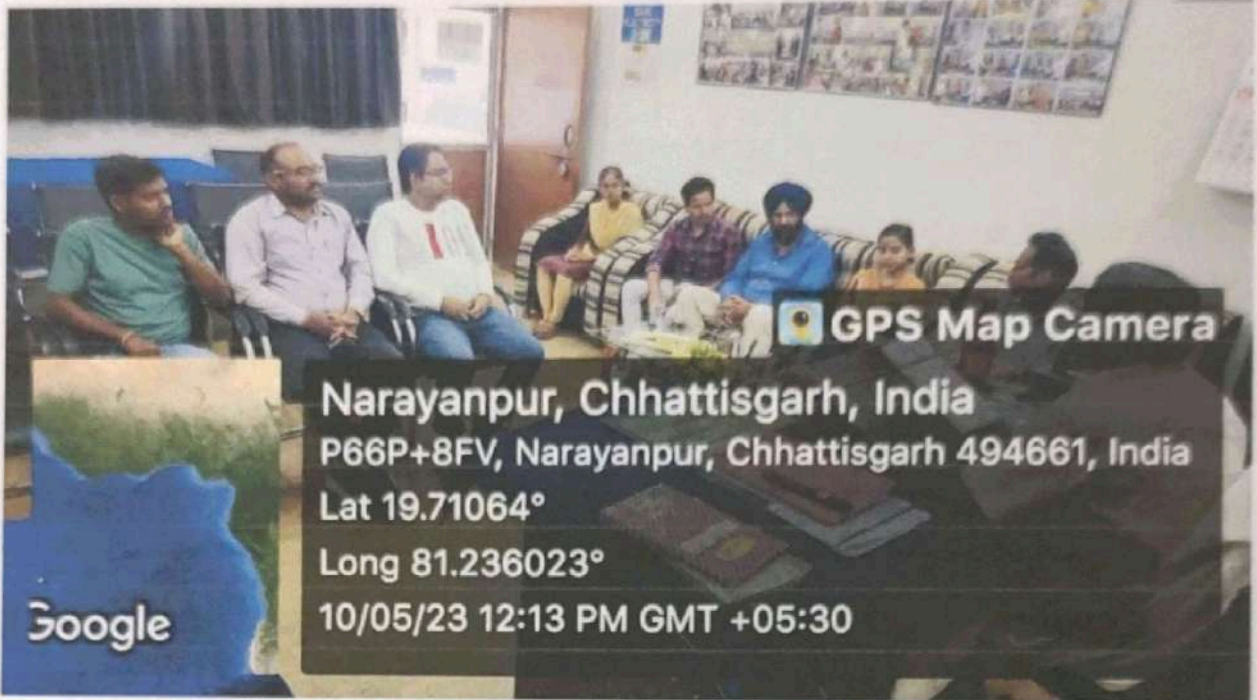 GPS Map Camera
Narayanpur, Chhattisgarh, India
P66P+8FV, Narayanpur, Chhattisgarh 494661, India
Lat 19.71064°
Long 81.236023°
10/05/23 12:13 PM GMT +05:30
Google